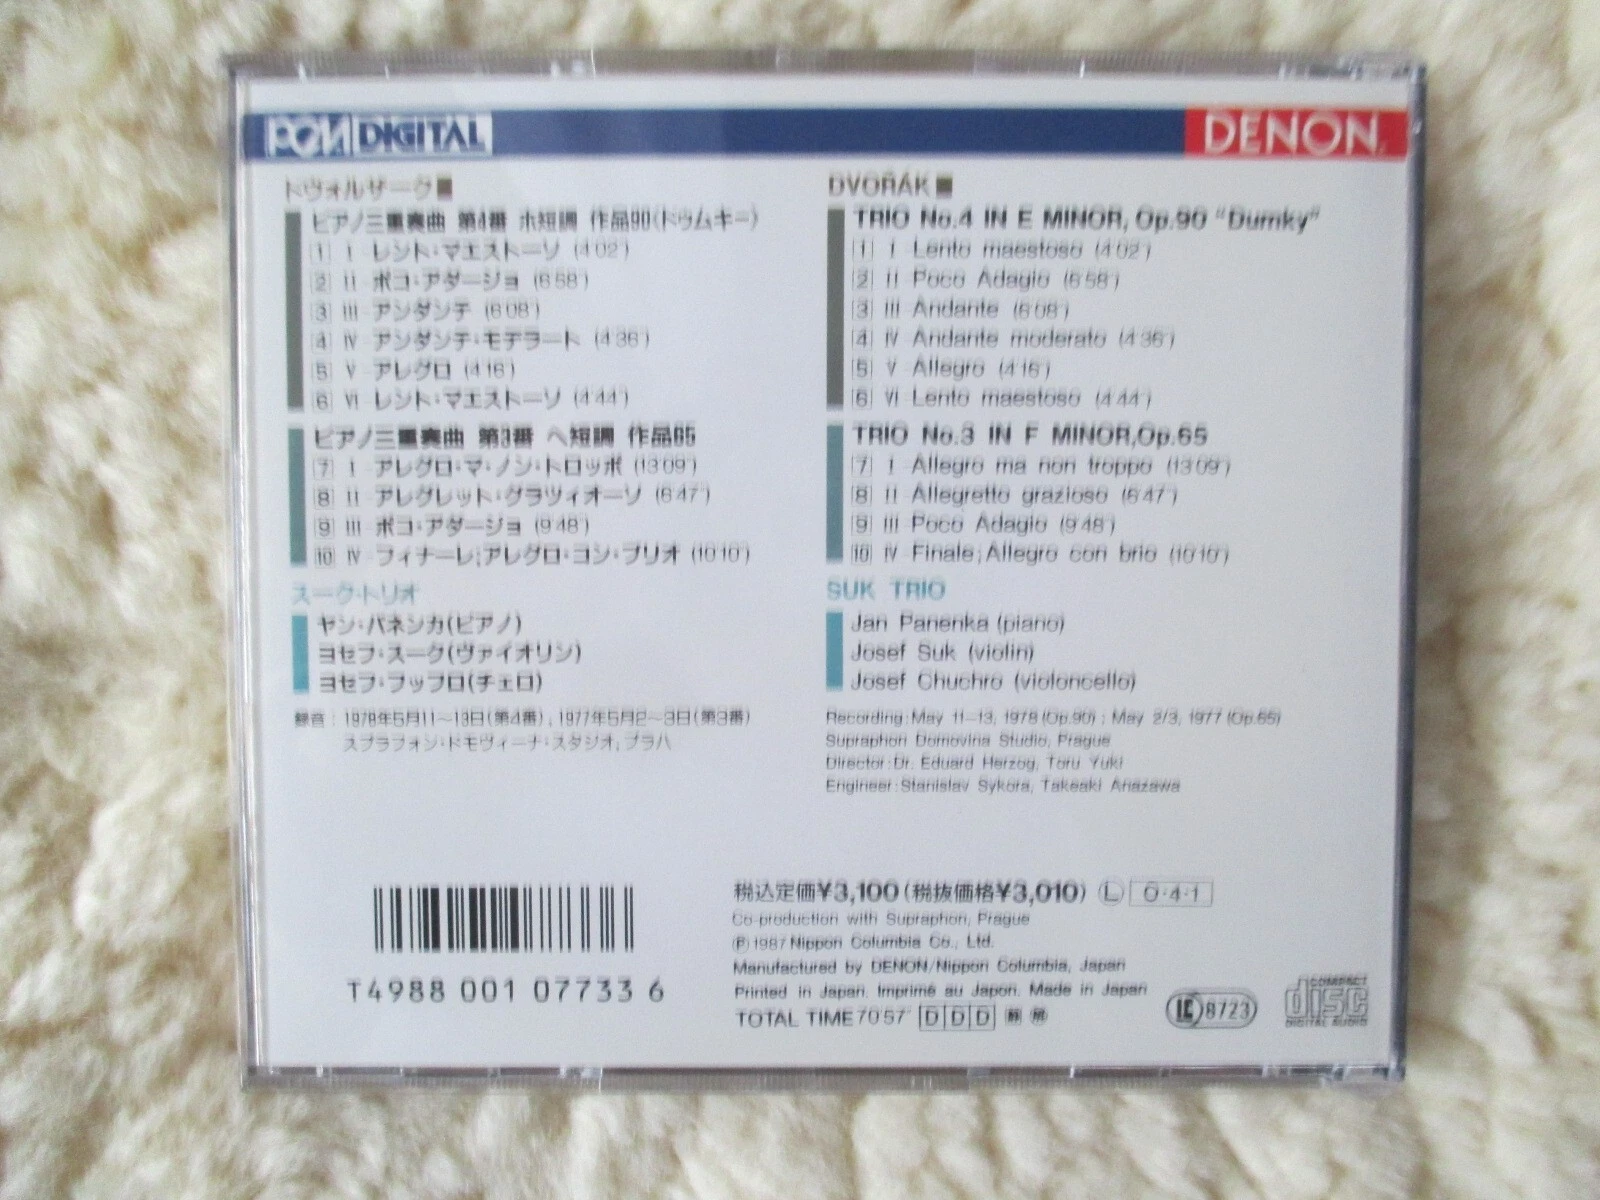 PCM DIGITAL
DENON
ドヴォルザーク■
ピアノ三重奏曲 第4番 ホ短調 作品90〈ドゥムキー〉
1 I レント・マエストーソ (4'02")
2 II ポコ・アダージョ (6'58")
3 III アンダンテ (6'08")
4 IV アンダンテ・モデラート (4'36")
5 V アレグロ (4'16")
6 VI レント・マエストーソ (4'44")
ピアノ三重奏曲 第3番 ヘ短調 作品65
7 I アレグロ・マ・ノン・トロッポ (13'09")
8 II アレグレット・グラツィオーソ (6'47")
9 III ポコ・アダージョ (9'48")
10 IV フィナーレ;アレグロ・コン・ブリオ (10'10")
スーク・トリオ
ヤン・パネンカ(ピアノ)
ヨセフ・スーク(ヴァイオリン)
ヨセフ・フッフロ(チェロ)
録音:1978年5月11〜13日(第4番), 1977年5月2〜3日(第3番)
スプラフォン・ドモヴィーナ・スタジオ, プラハ
DVOŘÁK■
TRIO No.4 IN E MINOR, Op.90 "Dumky"
1 I Lento maestoso (4'02")
2 II Poco Adagio (6'58")
3 III Andante (6'08")
4 IV Andante moderato (4'36")
5 V Allegro (4'16")
6 VI Lento maestoso (4'44")
TRIO No.3 IN F MINOR,Op.65
7 I Allegro ma non troppo (13'09")
8 II Allegretto grazioso (6'47")
9 III Poco Adagio (9'48")
10 IV Finale;Allegro con brio (10'10")
SUK TRIO
Jan Panenka (piano)
Josef Suk (violin)
Josef Chuchro (violoncello)
Recording:May 11-13, 1978 (Op.90) ; May 2/3, 1977 (Op.65)
Supraphon Domovina Studio, Prague
Director:Dr. Eduard Herzog, Toru Yuki
Engineer:Stanislav Sykora, Takeaki Anazawa
T4988 001 07733 6
税込定価¥3,100(税抜価格¥3,010) Ⓛ O·4·1
Co-production with Supraphon, Prague
Ⓟ1987 Nippon Columbia Co., Ltd.
Manufactured by DENON/Nippon Columbia, Japan
Printed in Japan. Imprimé au Japon. Made in Japan
TOTAL TIME 70'57" D D D
LC 8723
COMPACT disc DIGITAL AUDIO